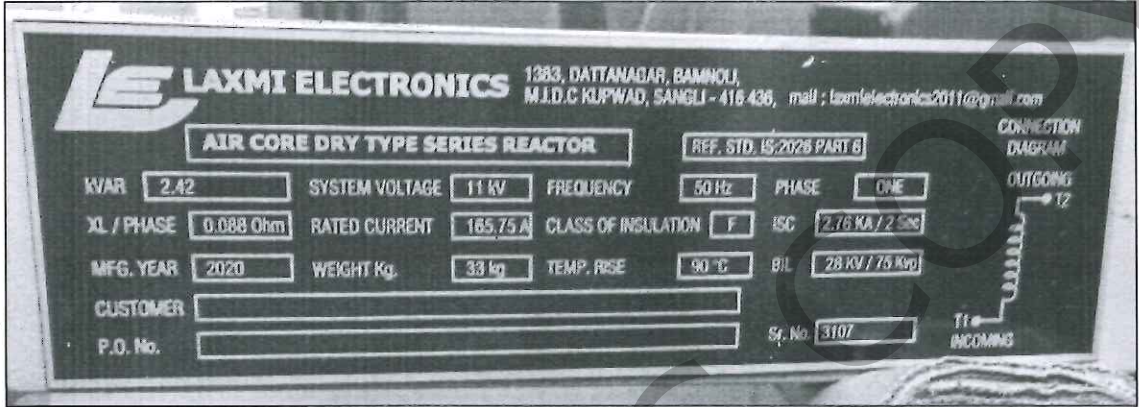 LE LAXMI ELECTRONICS 1363, DATTANAGAR, BAMNOLI,
M.I.D.C KUPWAD, SANGLI - 416 436, mail : laxmielectronics2011@gmail.com
AIR CORE DRY TYPE SERIES REACTOR REF. STD. IS:2026 PART 6 CONNECTION DIAGRAM
KVAR 2.42 SYSTEM VOLTAGE 11 kV FREQUENCY 50 Hz PHASE ONE OUTGOING
T2
XL / PHASE 0.088 Ohm RATED CURRENT 165.75 A CLASS OF INSULATION F ISC 2.76 KA / 2 Sec
MFG. YEAR 2020 WEIGHT Kg. 33 kg TEMP. RISE 90 °C BIL 28 KV / 75 Kvp
CUSTOMER
P.O. No. Sr. No. 3107 T1
INCOMING